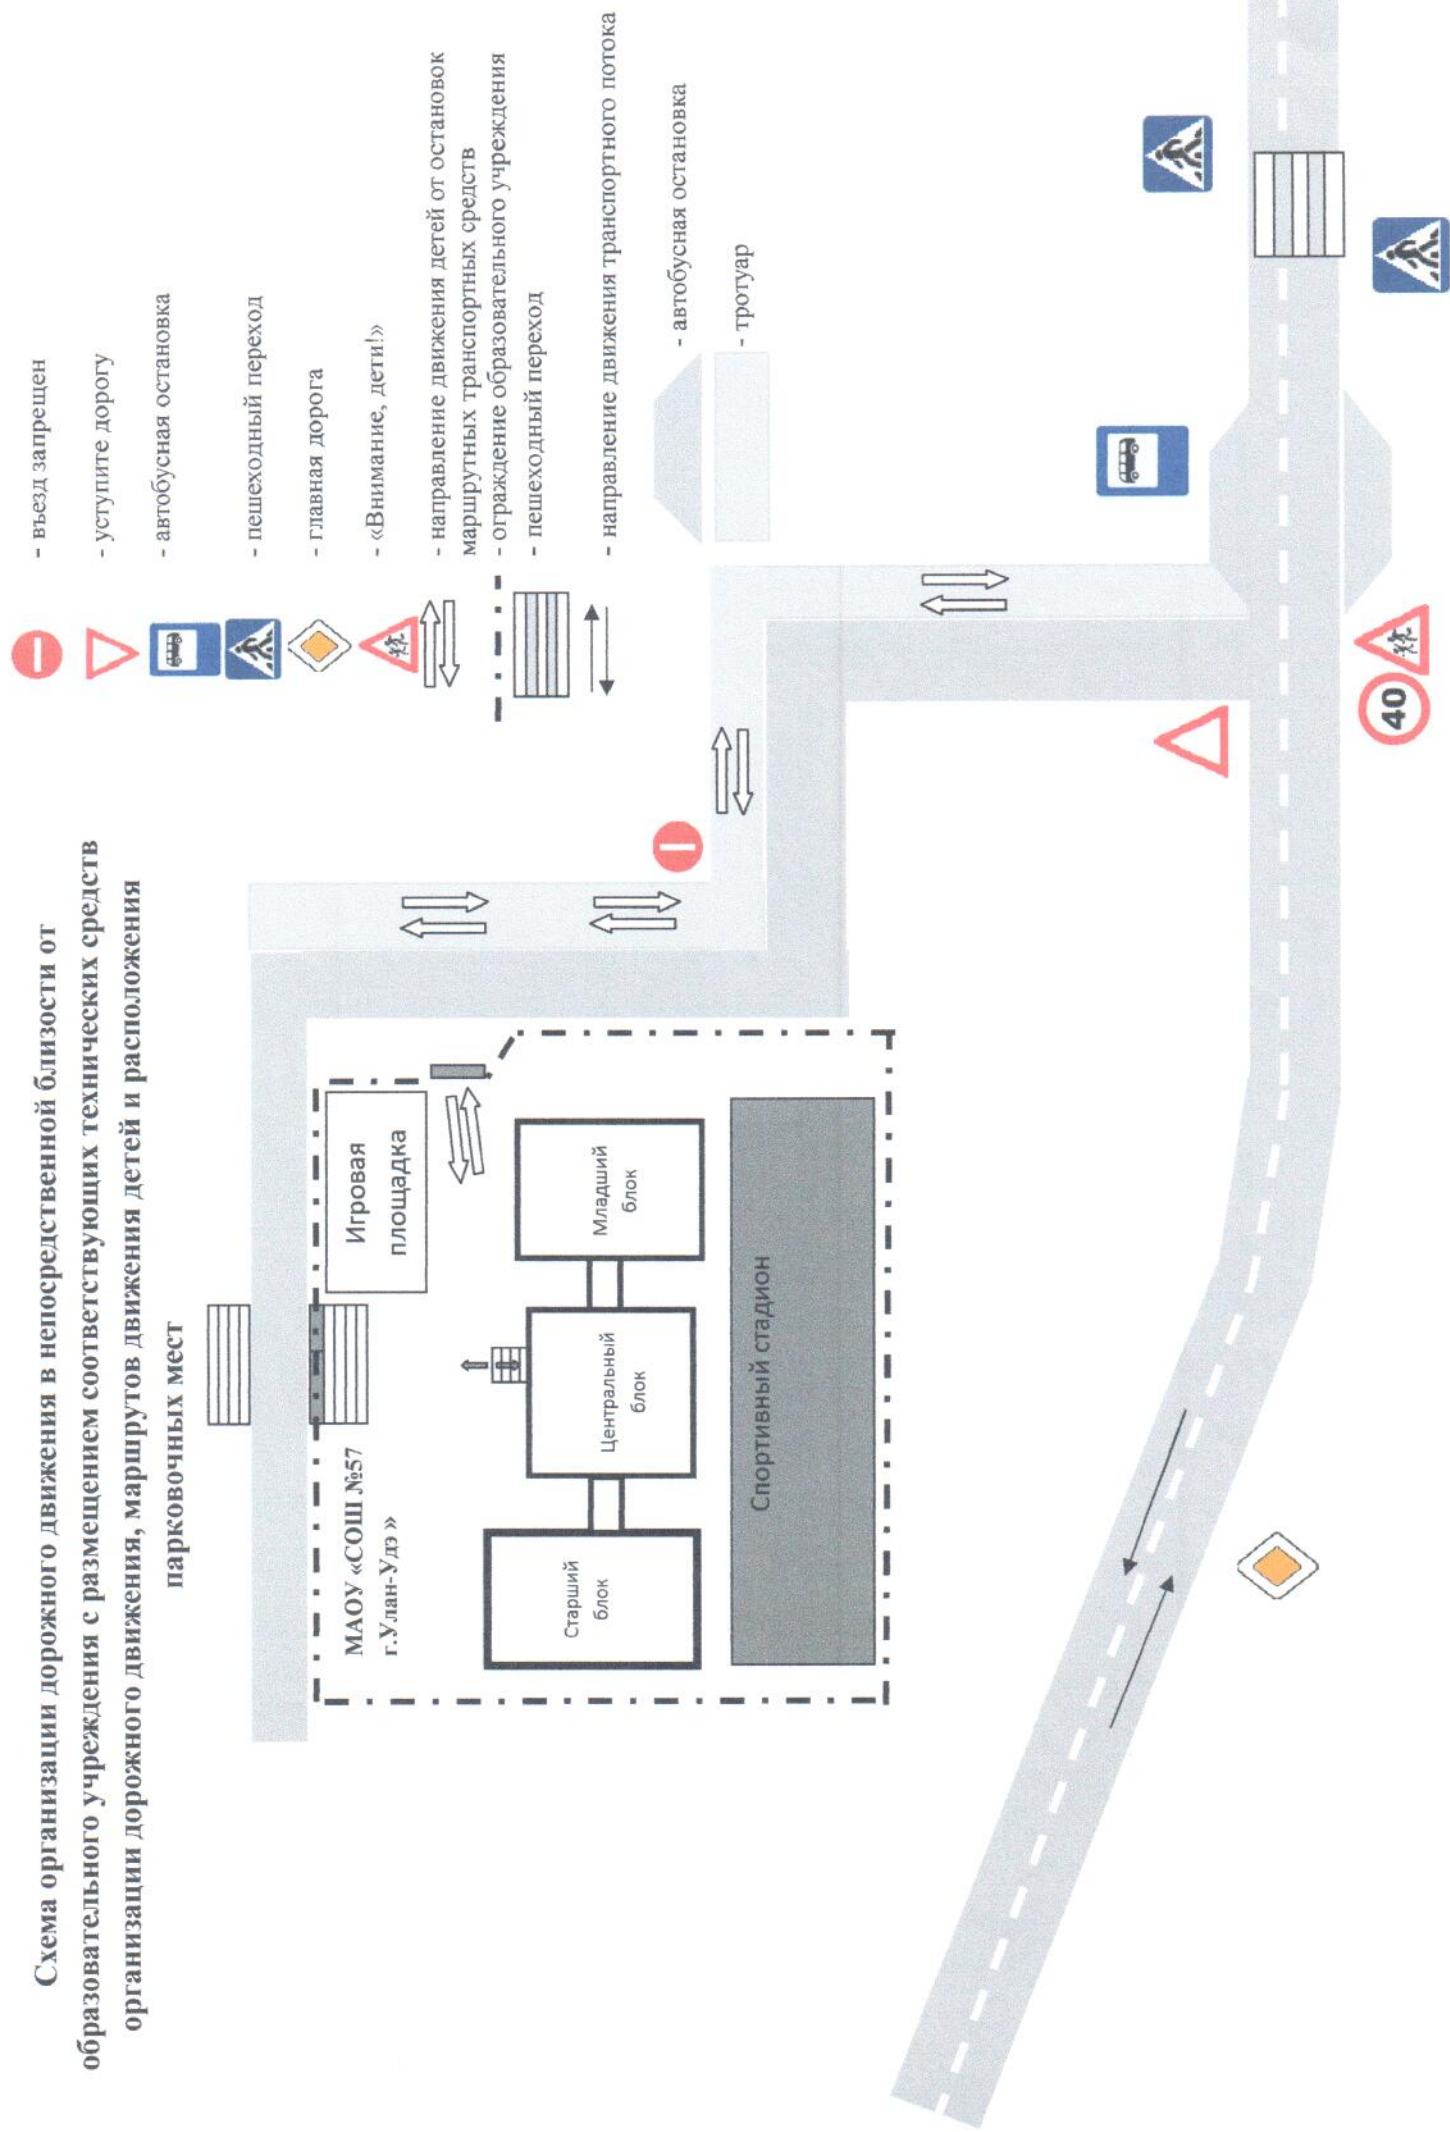 Схема организации дорожного движения в непосредственной близости от
образовательного учреждения с размещением соответствующих технических средств
организации дорожного движения, маршрутов движения детей и расположения
парковочных мест
- въезд запрещен
- уступите дорогу
- автобусная остановка
- пешеходный переход
- главная дорога
- «Внимание, дети!»
- направление движения детей от остановок
маршрутных транспортных средств
- ограждение образовательного учреждения
- пешеходный переход
- направление движения транспортного потока
- автобусная остановка
- тротуар
МАОУ «СОШ №57
г.Улан-Удэ »
Игровая
площадка
Старший
блок
Центральный
блок
Младший
блок
Спортивный стадион
40